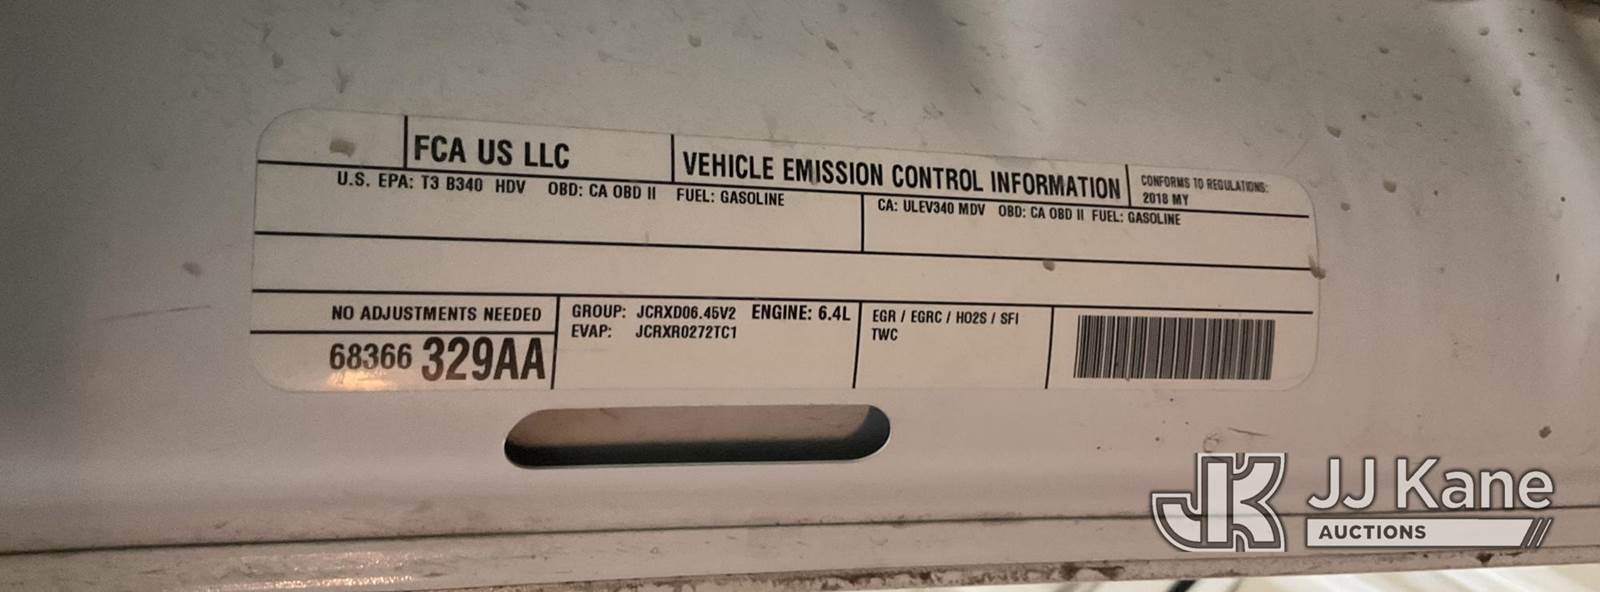 FCA US LLC
VEHICLE EMISSION CONTROL INFORMATION
CONFORMS TO REGULATIONS:
2018 MY
U.S. EPA: T3 B340 HDV OBD: CA OBD II FUEL: GASOLINE
CA: ULEV340 MDV OBD: CA OBD II FUEL: GASOLINE
NO ADJUSTMENTS NEEDED
68366 329AA
GROUP: JCRXD06.45V2 ENGINE: 6.4L
EVAP: JCRXR0272TC1
EGR / EGRC / HO2S / SFI
TWC
JK JJ Kane
AUCTIONS